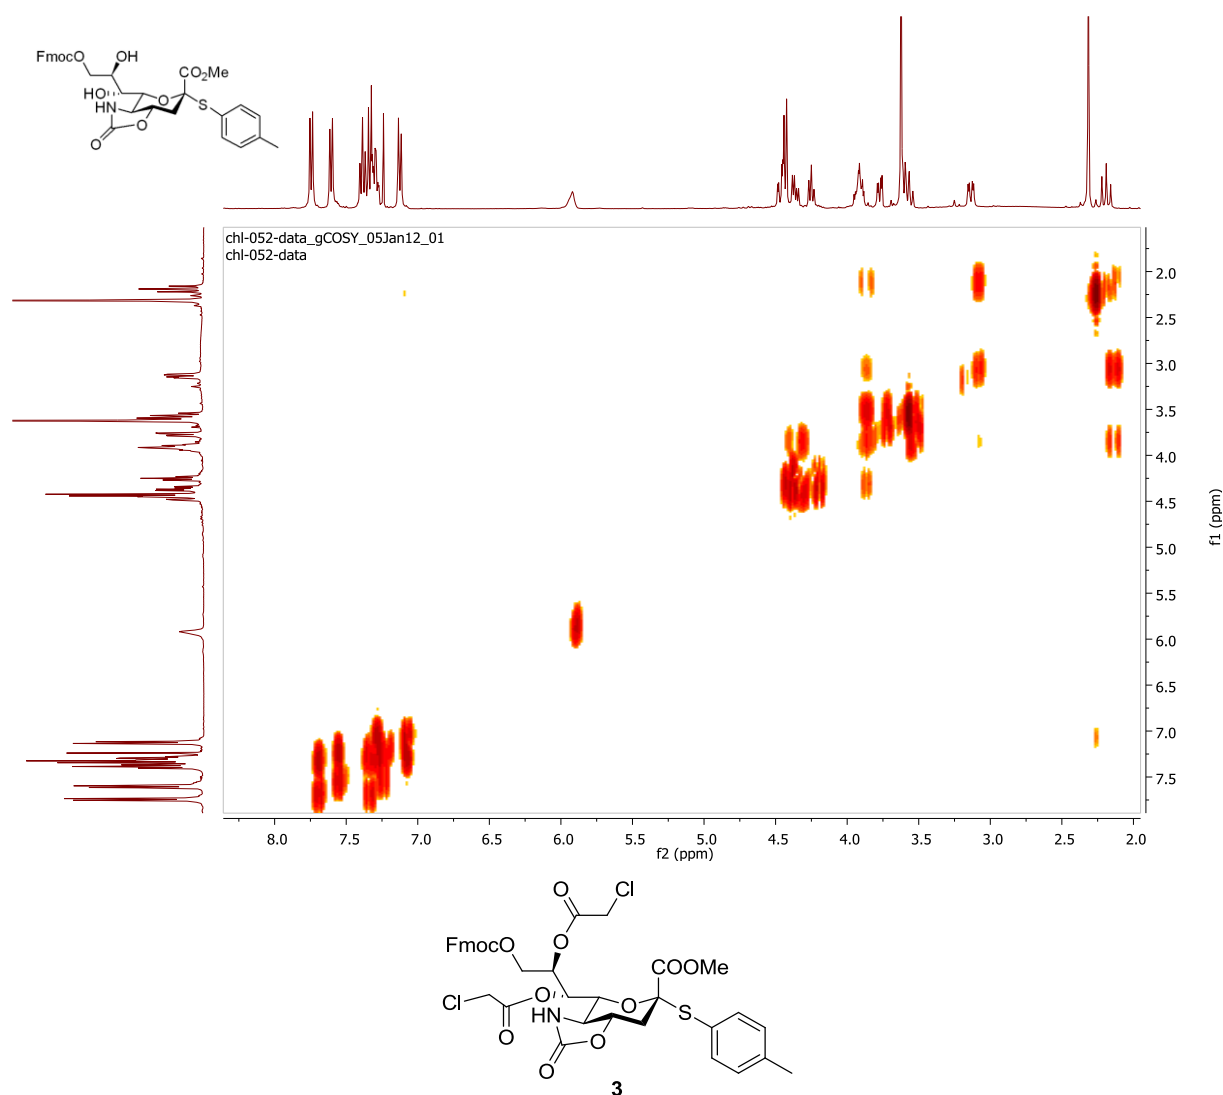 FmocO
OH
CO2Me
HO
O
S
HN
O
O
chl-052-data_gCOSY_05Jan12_01
chl-052-data
2.0
2.5
3.0
3.5
4.0
4.5
5.0
5.5
6.0
6.5
7.0
7.5
f1 (ppm)
8.0 7.5 7.0 6.5 6.0 5.5 5.0 4.5 4.0 3.5 3.0 2.5 2.0
f2 (ppm)
O
Cl
O
FmocO
COOMe
Cl
O
O
S
HN
O
O
O
3